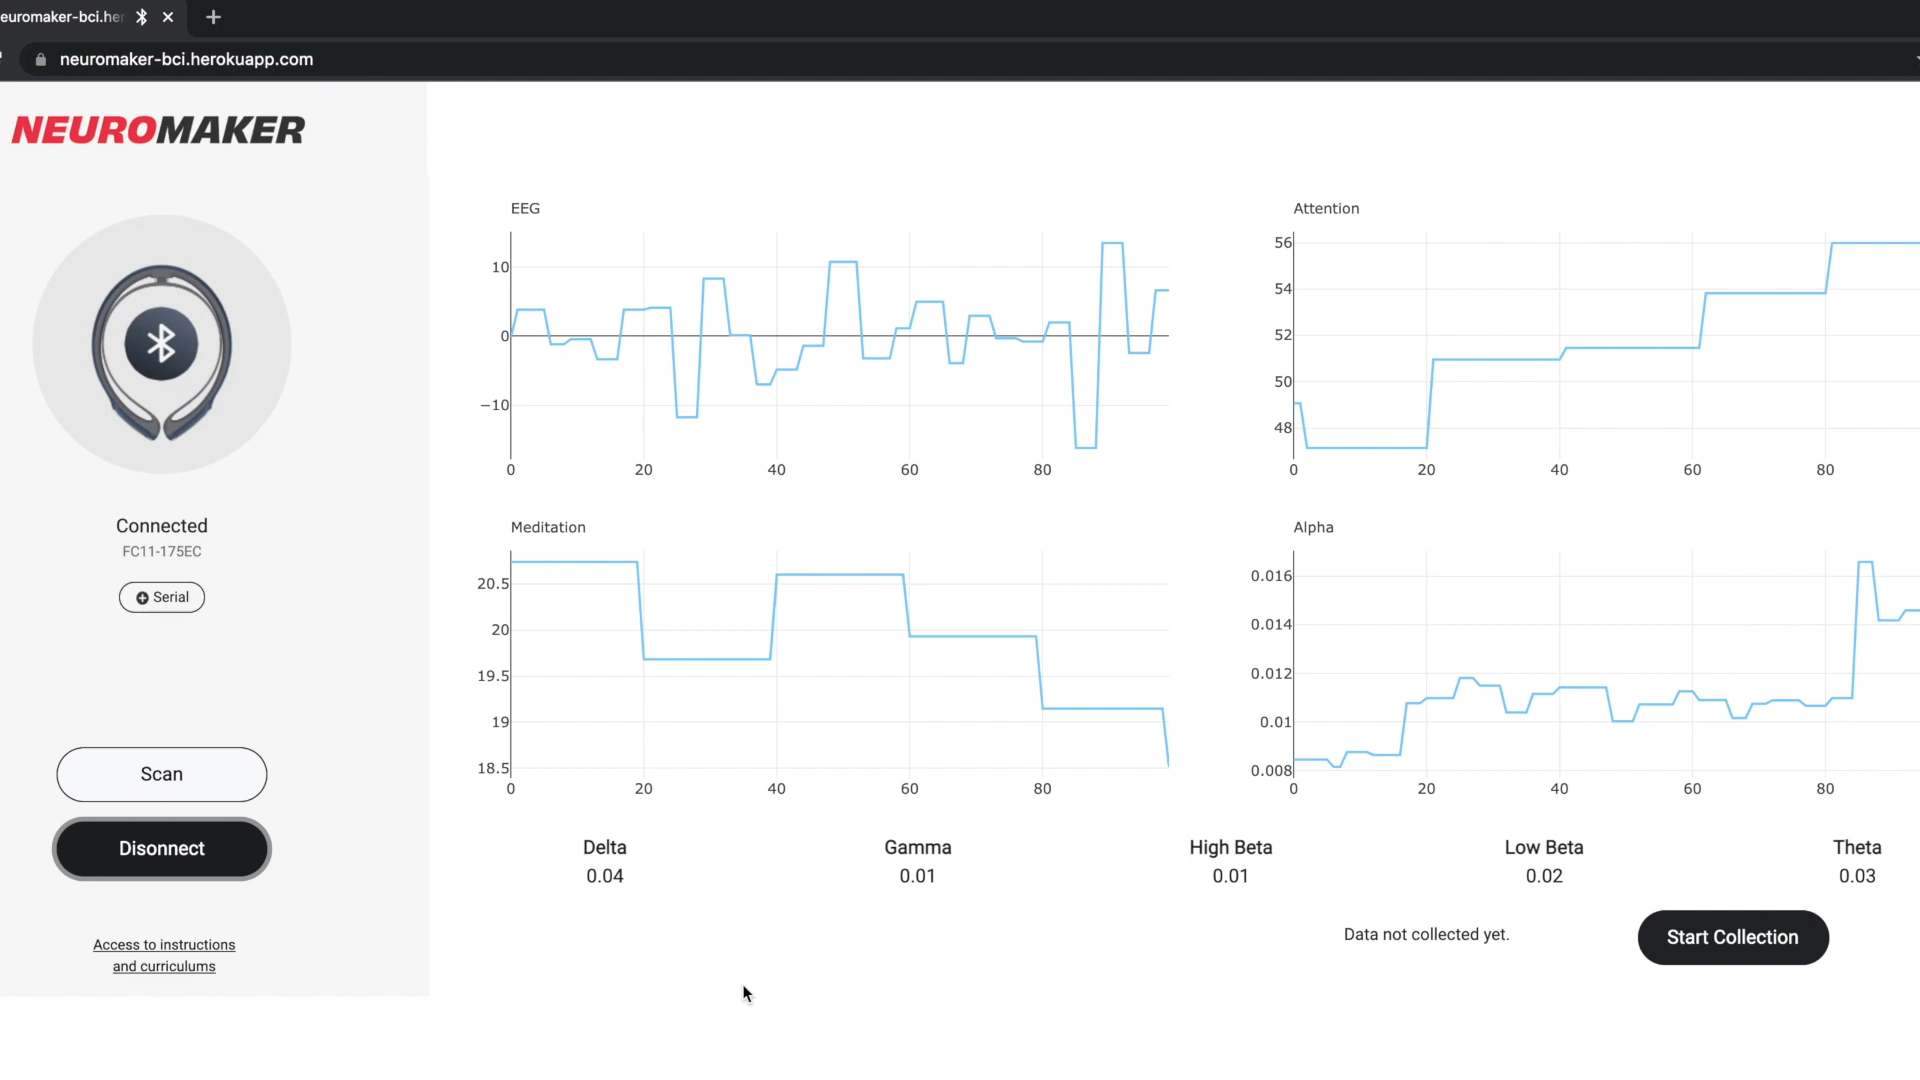 euromaker-bci.her
neuromaker-bci.herokuapp.com
NEUROMAKER
Connected
FC11-175EC
Serial
Scan
Disonnect
Access to instructions
and curriculums
EEG
10
0
−10
0 20 40 60 80
Attention
56
54
52
50
48
0 20 40 60 80
Meditation
20.5
20
19.5
19
18.5
0 20 40 60 80
Alpha
0.016
0.014
0.012
0.01
0.008
0 20 40 60 80
Delta Gamma High Beta Low Beta Theta
0.04 0.01 0.01 0.02 0.03
Data not collected yet.
Start Collection